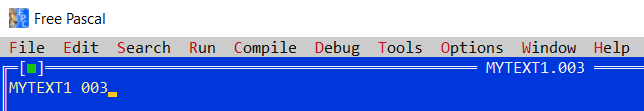 Free Pascal
File Edit Search Run Compile Debug Tools Options Window Help
[■] MYTEXT1.003
MYTEXT1 003